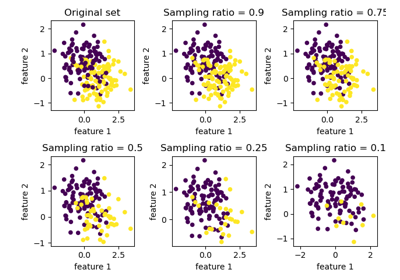 Original set
Sampling ratio = 0.9
Sampling ratio = 0.75
feature 2
2
1
0
−1
0.0
2.5
feature 1
feature 2
2
1
0
−1
0.0
2.5
feature 1
feature 2
2
1
0
−1
0.0
2.5
feature 1
Sampling ratio = 0.5
Sampling ratio = 0.25
Sampling ratio = 0.1
feature 2
2
1
0
−1
0.0
2.5
feature 1
feature 2
2
1
0
0.0
2.5
feature 1
feature 2
2
1
0
−1
−2
0
2
feature 1